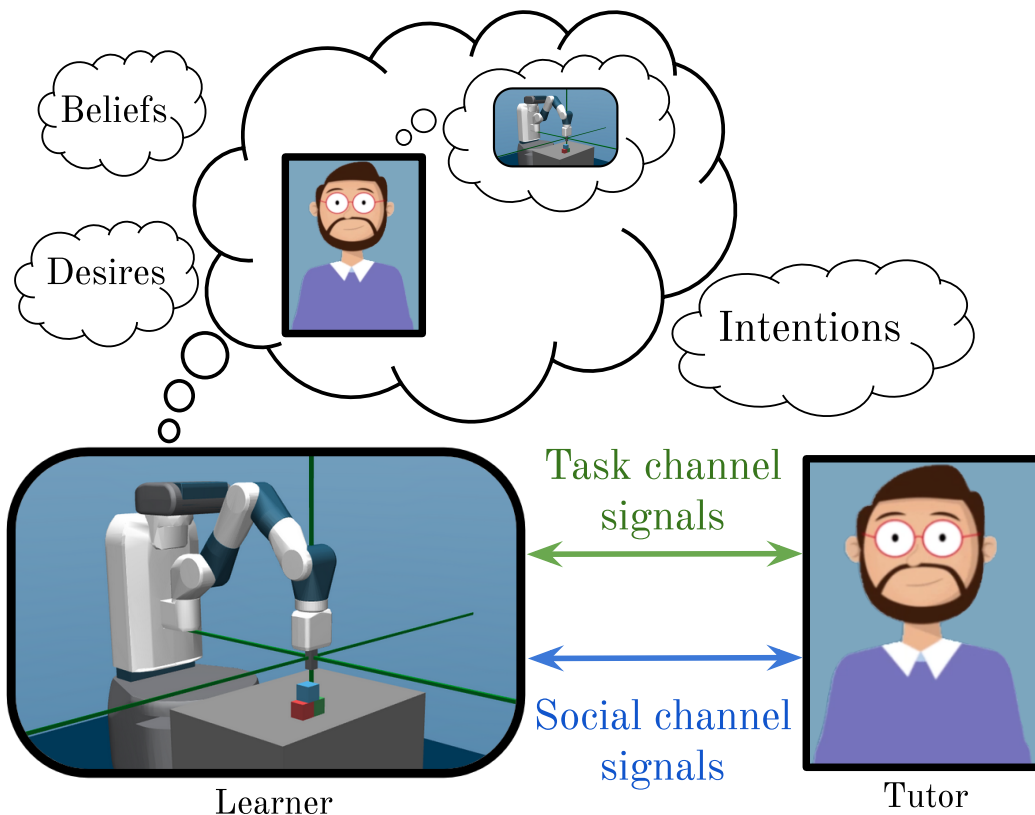 Beliefs
Desires
Intentions
Task channel
signals
Social channel
signals
Learner
Tutor